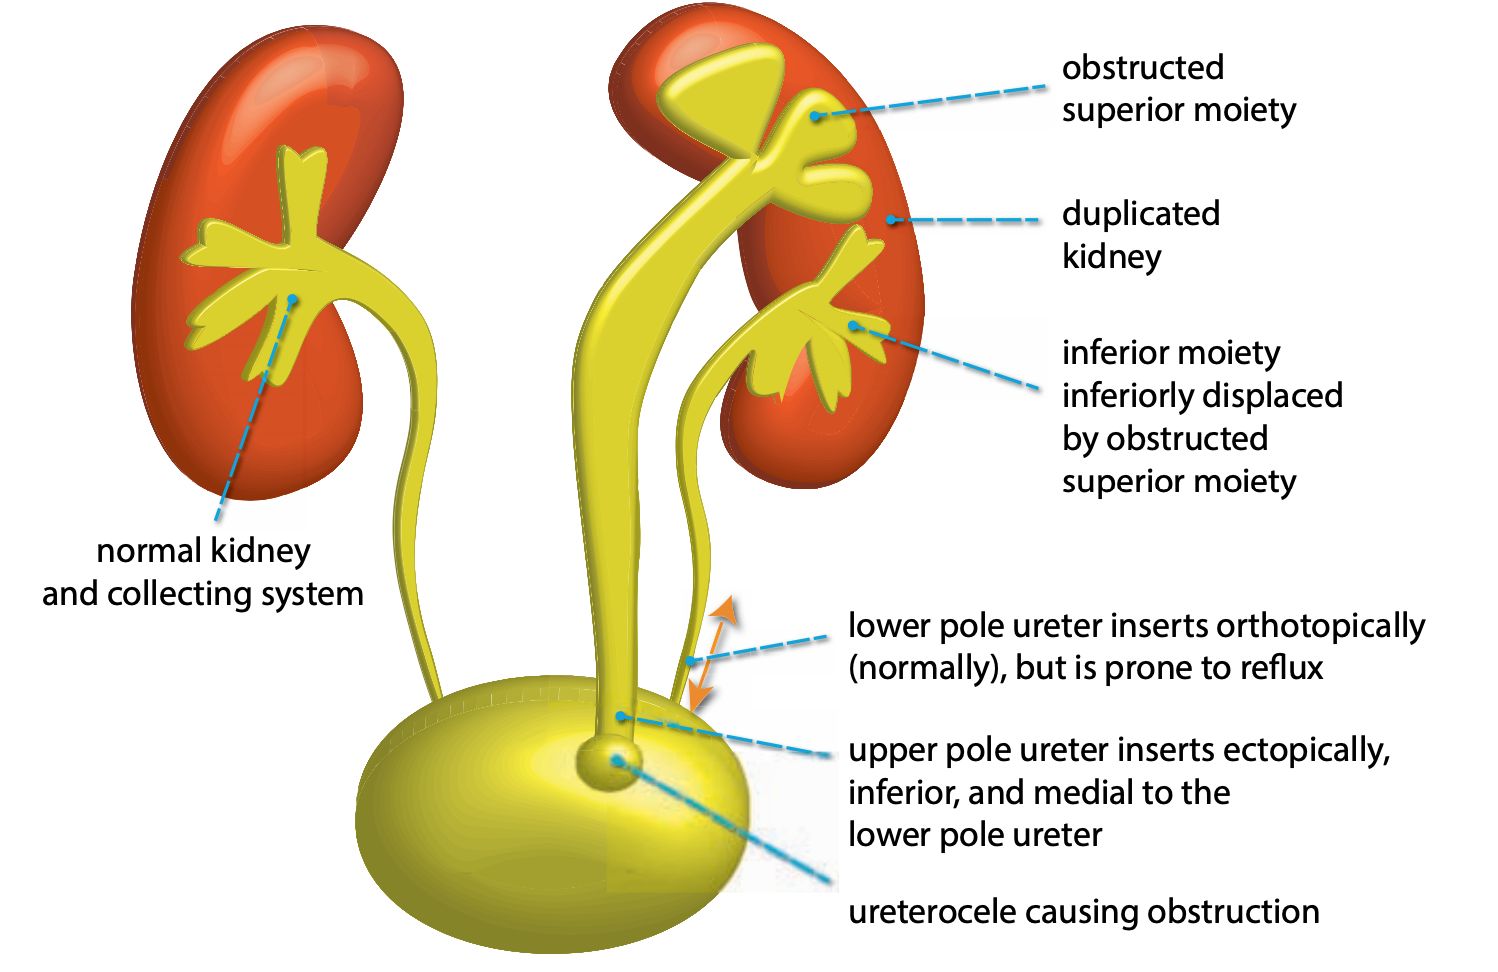 obstructed
superior moiety
duplicated
kidney
inferior moiety
inferiorly displaced
by obstructed
superior moiety
normal kidney
and collecting system
lower pole ureter inserts orthotopically
(normally), but is prone to reflux
upper pole ureter inserts ectopically,
inferior, and medial to the
lower pole ureter
ureterocele causing obstruction